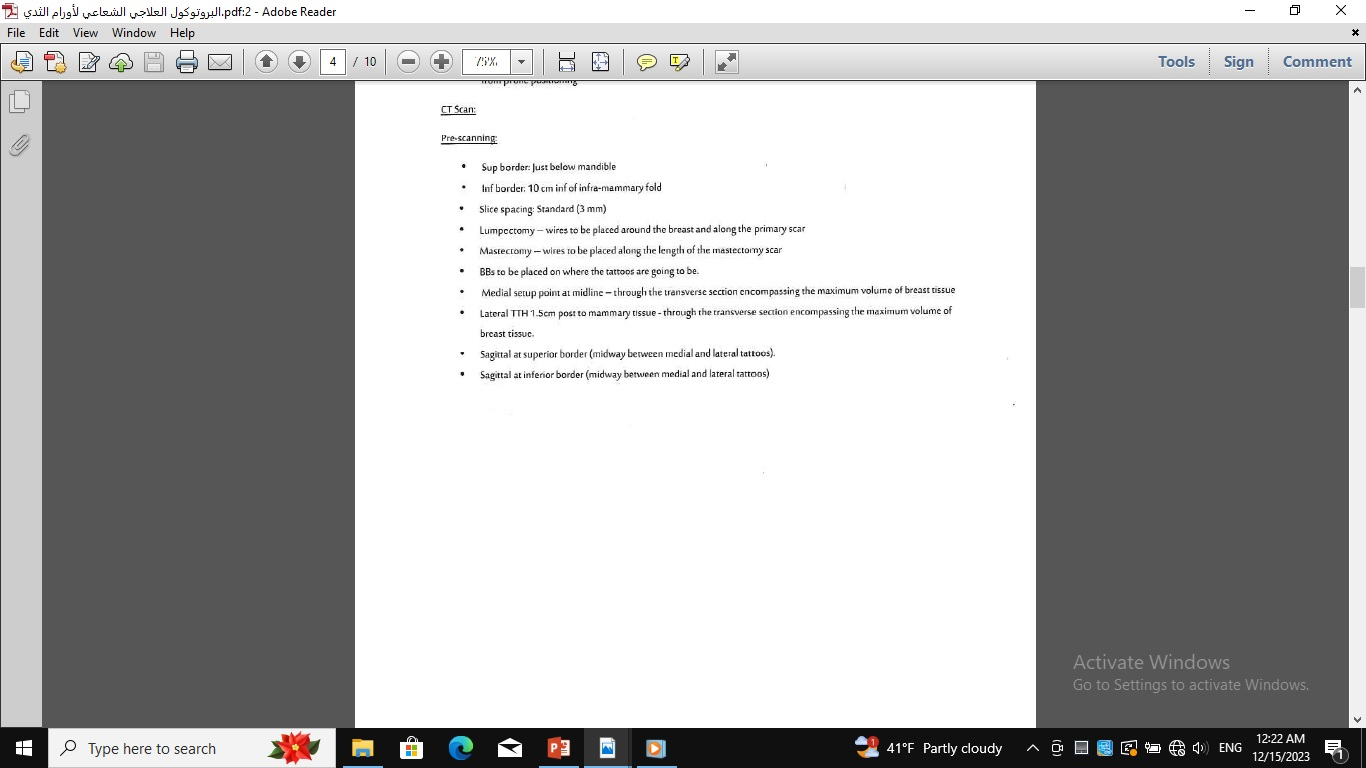 البروتوكول العلاجي الشعاعي لأورام الثدي.pdf:2 - Adobe Reader
File Edit View Window Help
4 / 10 75% Tools Sign Comment
from prone positioning
CT Scan:
Pre-scanning:
• Sup border: Just below mandible
• Inf border: 10 cm inf of infra-mammary fold
• Slice spacing: Standard (3 mm)
• Lumpectomy – wires to be placed around the breast and along the primary scar
• Mastectomy – wires to be placed along the length of the mastectomy scar
• BBs to be placed on where the tattoos are going to be.
• Medial setup point at midline – through the transverse section encompassing the maximum volume of breast tissue
• Lateral TTH 1.5cm post to mammary tissue - through the transverse section encompassing the maximum volume of
breast tissue.
• Sagittal at superior border (midway between medial and lateral tattoos).
• Sagittal at inferior border (midway between medial and lateral tattoos)
Activate Windows
Go to Settings to activate Windows.
Type here to search
1
41°F Partly cloudy
ENG
12:22 AM
12/15/2023
1